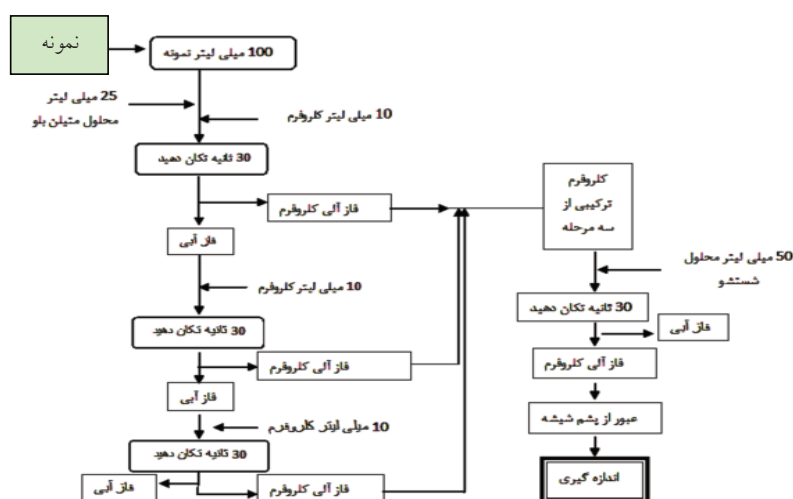 نمونه
100 میلی لیتر نمونه
25 میلی لیتر
محلول متیلن بلو
10 میلی لیتر کلروفرم
30 ثانیه تکان دهید
فاز آلی کلروفرم
فاز آبی
10 میلی لیتر کلروفرم
30 ثانیه تکان دهید
فاز آلی کلروفرم
فاز آبی
10 میلی لیتر کلروفرم
30 ثانیه تکان دهید
فاز آبی
فاز آلی کلروفرم
کلروفرم
ترکیبی از
سه مرحله
50 میلی لیتر محلول
شستشو
30 ثانیه تکان دهید
فاز آبی
فاز آلی کلروفرم
عبور از پشم شیشه
اندازه گیری